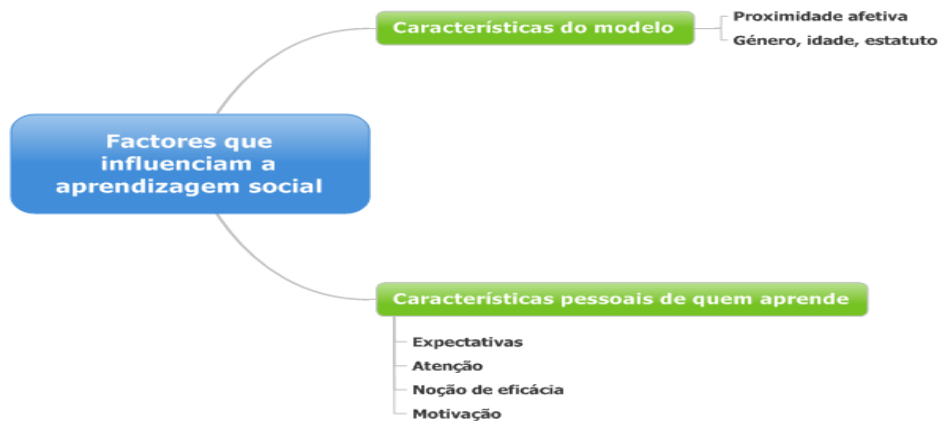 Características do modelo
Proximidade afetiva
Género, idade, estatuto
Factores que
influenciam a
aprendizagem social
Características pessoais de quem aprende
Expectativas
Atenção
Noção de eficácia
Motivação